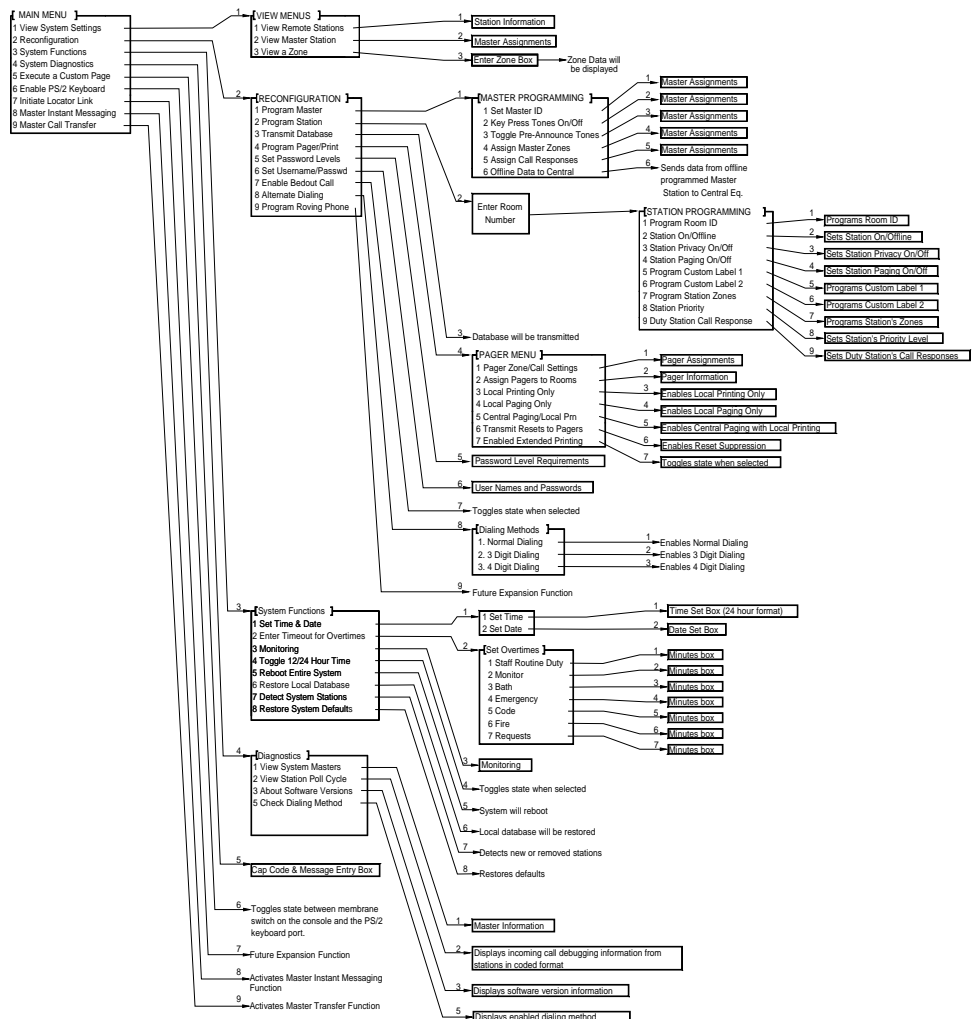 [ MAIN MENU ]
1 View System Settings
2 Reconfiguration
3 System Functions
4 System Diagnostics
5 Execute a Custom Page
6 Enable PS/2 Keyboard
7 Initiate Locator Link
8 Master Instant Messaging
9 Master Call Transfer
1
[VIEW MENUS ]
1 View Remote Stations
2 View Master Station
3 View a Zone
1
Station Information
2
Master Assignments
3
Enter Zone Box
Zone Data will
be displayed
2
[RECONFIGURATION ]
1 Program Master
2 Program Station
3 Transmit Database
4 Program Pager/Print
5 Set Password Levels
6 Set Username/Passwd
7 Enable Bedout Call
8 Alternate Dialing
9 Program Roving Phone
1
[MASTER PROGRAMMING ]
1 Set Master ID
2 Key Press Tones On/Off
3 Toggle Pre-Announce Tones
4 Assign Master Zones
5 Assign Call Responses
6 Offline Data to Central
1
Master Assignments
2
Master Assignments
3
Master Assignments
4
Master Assignments
5
Master Assignments
6
Sends data from offline
programmed Master
Station to Central Eq.
2
Enter Room
Number
[STATION PROGRAMMING ]
1 Program Room ID
2 Station On/Offline
3 Station Privacy On/Off
4 Station Paging On/Off
5 Program Custom Label 1
6 Program Custom Label 2
7 Program Station Zones
8 Station Priority
9 Duty Station Call Response
1
Programs Room ID
2
Sets Station On/Offline
3
Sets Station Privacy On/Off
4
Sets Station Paging On/Off
5
Programs Custom Label 1
6
Programs Custom Label 2
7
Programs Station's Zones
8
Sets Station's Priority Level
9
Sets Duty Station's Call Responses
3
Database will be transmitted
4
[PAGER MENU ]
1 Pager Zone/Call Settings
2 Assign Pagers to Rooms
3 Local Printing Only
4 Local Paging Only
5 Central Paging/Local Prn
6 Transmit Resets to Pagers
7 Enabled Extended Printing
1
Pager Assignments
2
Pager Information
3
Enables Local Printing Only
4
Enables Local Paging Only
5
Enables Central Paging with Local Printing
6
Enables Reset Suppression
7
Toggles state when selected
5
Password Level Requirements
6
User Names and Passwords
7
Toggles state when selected
8
[Dialing Methods ]
1. Normal Dialing
2. 3 Digit Dialing
3. 4 Digit Dialing
1
Enables Normal Dialing
2
Enables 3 Digit Dialing
3
Enables 4 Digit Dialing
9
Future Expansion Function
3
[System Functions ]
1 Set Time & Date
2 Enter Timeout for Overtimes
3 Monitoring
4 Toggle 12/24 Hour Time
5 Reboot Entire System
6 Restore Local Database
7 Detect System Stations
8 Restore System Defaults
1
1 Set Time
2 Set Date
1
Time Set Box (24 hour format)
2
Date Set Box
2
[Set Overtimes ]
1 Staff Routine Duty
2 Monitor
3 Bath
4 Emergency
5 Code
6 Fire
7 Requests
1
Minutes box
2
Minutes box
3
Minutes box
4
Minutes box
5
Minutes box
6
Minutes box
7
Minutes box
3
Monitoring
4
Toggles state when selected
5
System will reboot
6
Local database will be restored
7
Detects new or removed stations
8
Restores defaults
4
[Diagnostics ]
1 View System Masters
2 View Station Poll Cycle
3 About Software Versions
5 Check Dialing Method
5
Cap Code & Message Entry Box
6
Toggles state between membrane
switch on the console and the PS/2
keyboard port.
7
Future Expansion Function
8
Activates Master Instant Messaging
Function
9
Activates Master Transfer Function
1
Master Information
2
Displays incoming call debugging information from
stations in coded format
3
Displays software version information
5
Displays enabled dialing method